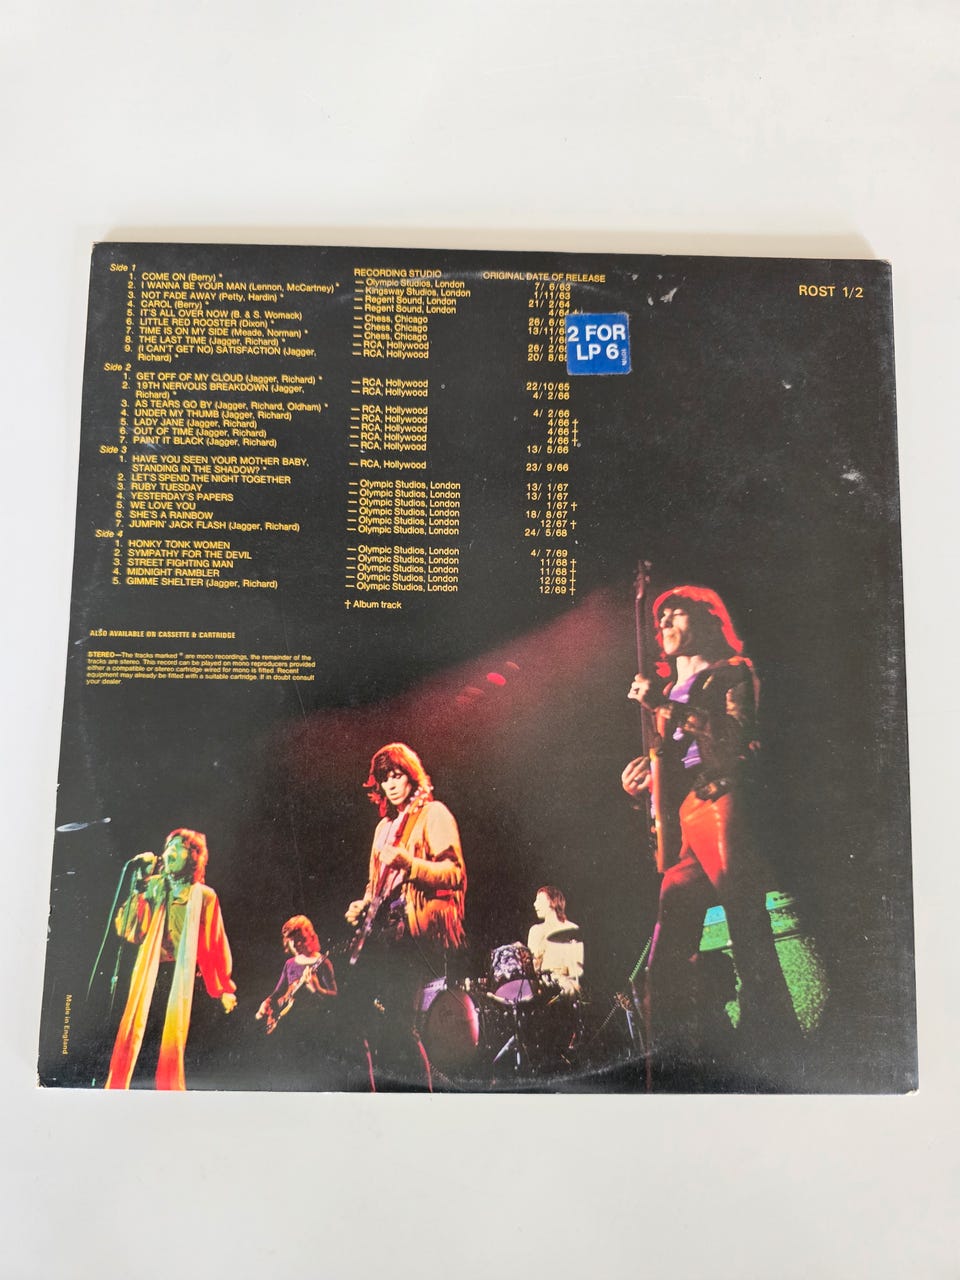 ROST 1/2
Side 1 RECORDING STUDIO ORIGINAL DATE OF RELEASE
1. COME ON (Berry) * — Olympic Studios, London 7/ 6/63
2. I WANNA BE YOUR MAN (Lennon, McCartney) * — Kingsway Studios, London 1/11/63
3. NOT FADE AWAY (Petty, Hardin) * — Regent Sound, London 21/ 2/64
4. CAROL (Berry) * — Regent Sound, London 4/64
5. IT'S ALL OVER NOW (B. & S. Womack) — Chess, Chicago 26/ 6/
6. LITTLE RED ROOSTER (Dixon) * — Chess, Chicago 13/11/
7. TIME IS ON MY SIDE (Meade, Norman) * — Chess, Chicago 1/
8. THE LAST TIME (Jagger, Richard) * — RCA, Hollywood 26/ 2/
9. (I CAN'T GET NO) SATISFACTION (Jagger, — RCA, Hollywood 20/ 8/
Richard) *
2 FOR
LP 6
Side 2
1. GET OFF OF MY CLOUD (Jagger, Richard) * — RCA, Hollywood 22/10/65
2. 19TH NERVOUS BREAKDOWN (Jagger, — RCA, Hollywood 4/ 2/66
Richard) *
3. AS TEARS GO BY (Jagger, Richard, Oldham) * — RCA, Hollywood 4/ 2/66
4. UNDER MY THUMB (Jagger, Richard) — RCA, Hollywood 4/66 †
5. LADY JANE (Jagger, Richard) — RCA, Hollywood 4/66 †
6. OUT OF TIME (Jagger, Richard) — RCA, Hollywood 4/66 †
7. PAINT IT BLACK (Jagger, Richard) — RCA, Hollywood 13/ 5/66
Side 3
1. HAVE YOU SEEN YOUR MOTHER BABY,
STANDING IN THE SHADOW? * — RCA, Hollywood 23/ 9/66
2. LET'S SPEND THE NIGHT TOGETHER — Olympic Studios, London 13/ 1/67
3. RUBY TUESDAY — Olympic Studios, London 13/ 1/67
4. YESTERDAY'S PAPERS — Olympic Studios, London 1/67 †
5. WE LOVE YOU — Olympic Studios, London 18/ 8/67
6. SHE'S A RAINBOW — Olympic Studios, London 12/67 †
7. JUMPIN' JACK FLASH (Jagger, Richard) — Olympic Studios, London 24/ 5/68
Side 4
1. HONKY TONK WOMEN — Olympic Studios, London 4/ 7/69
2. SYMPATHY FOR THE DEVIL — Olympic Studios, London 11/68 †
3. STREET FIGHTING MAN — Olympic Studios, London 11/68 †
4. MIDNIGHT RAMBLER — Olympic Studios, London 12/69 †
5. GIMME SHELTER (Jagger, Richard) — Olympic Studios, London 12/69 †
† Album track
ALSO AVAILABLE ON CASSETTE & CARTRIDGE
STEREO—The tracks marked * are mono recordings, the remainder of the
tracks are stereo. This record can be played on mono reproducers provided
either a compatible or stereo cartridge wired for mono is fitted. Recent
equipment may already be fitted with a suitable cartridge. If in doubt consult
your dealer.
Made in England